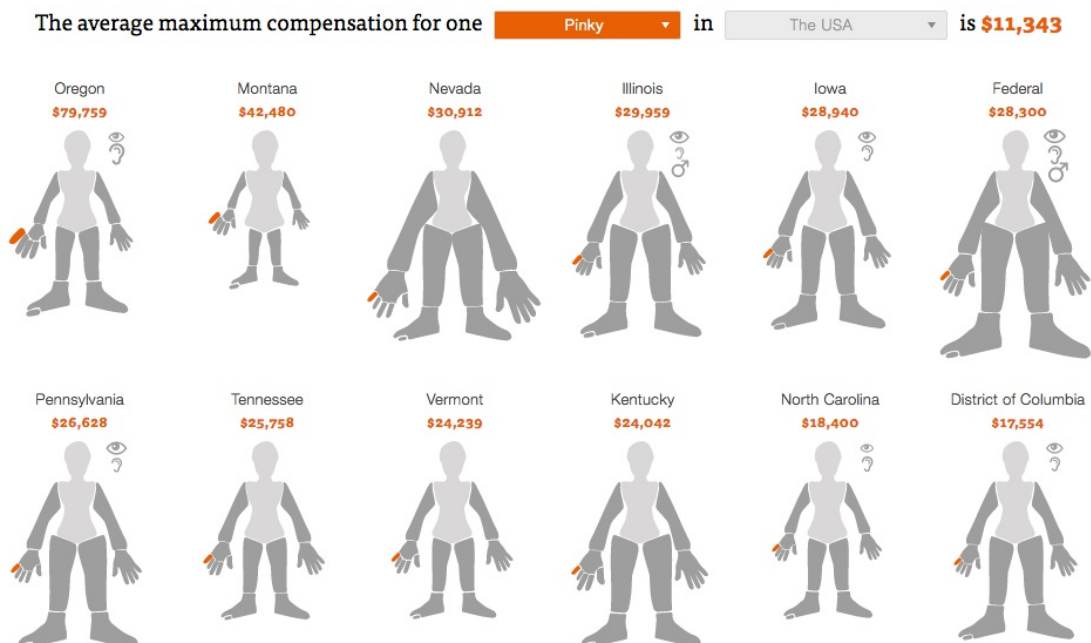 The average maximum compensation for one Pinky in The USA is $11,343
Oregon Montana Nevada Illinois Iowa Federal
$79,759 $42,480 $30,912 $29,959 $28,940 $28,300
Pennsylvania Tennessee Vermont Kentucky North Carolina District of Columbia
$26,628 $25,758 $24,239 $24,042 $18,400 $17,554